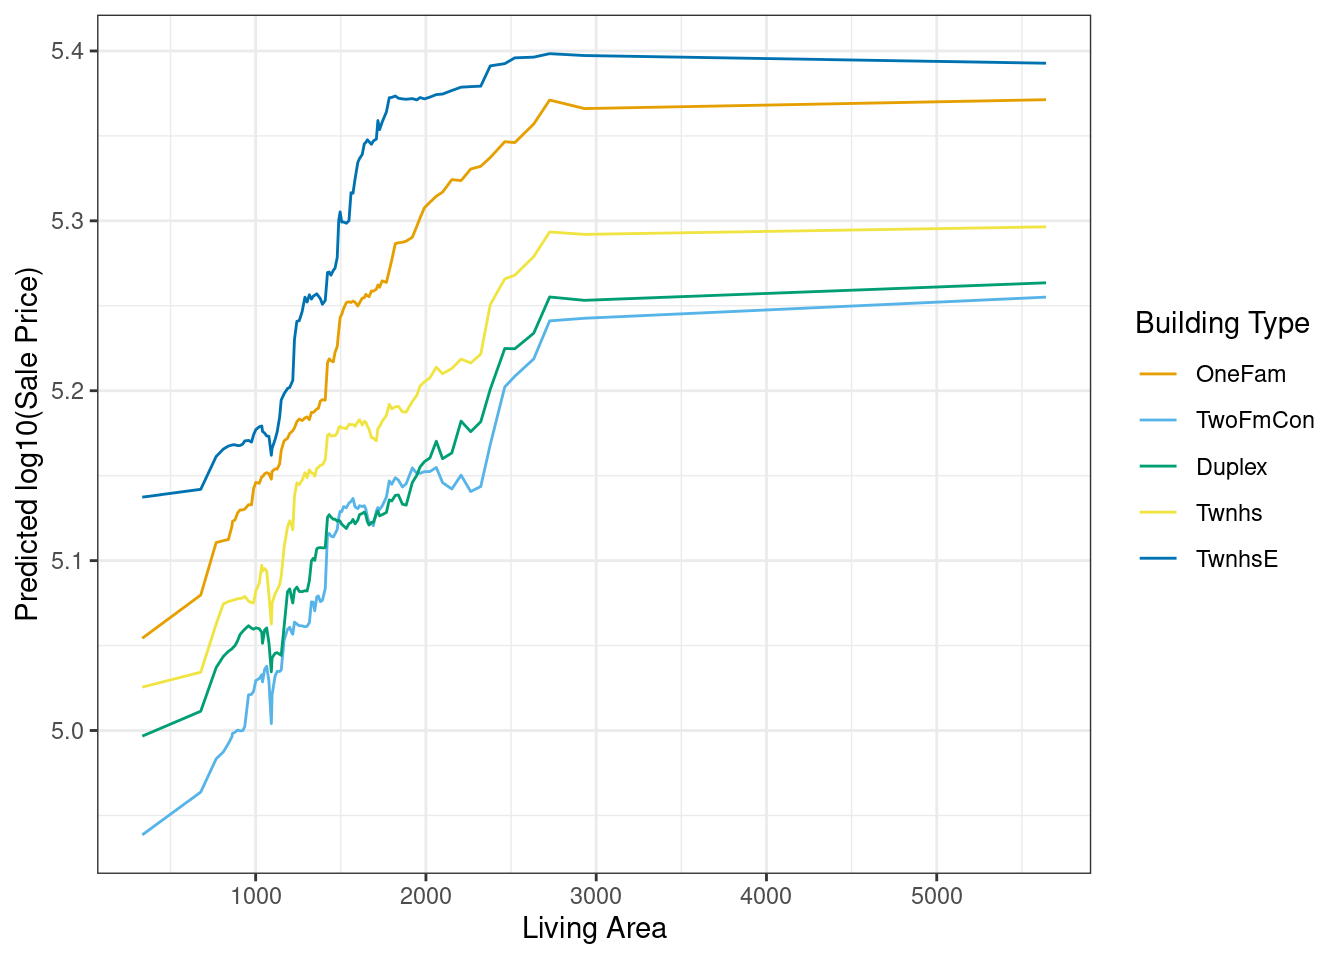 5.4
5.3
5.2
5.1
5.0
Predicted log10(Sale Price)
1000 2000 3000 4000 5000
Living Area
Building Type
OneFam
TwoFmCon
Duplex
Twnhs
TwnhsE